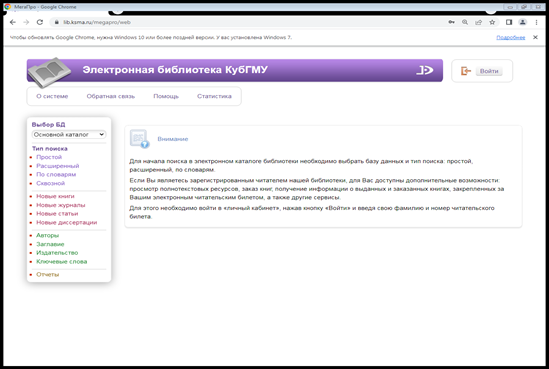 МегаПро - Google Chrome
lib.ksma.ru/megapro/web
Чтобы обновлять Google Chrome, нужна Windows 10 или более поздней версии. У вас установлена Windows 7.
Подробнее
Электронная библиотека КубГМУ
Войти
О системе
Обратная связь
Помощь
Статистика
Выбор БД
Основной каталог
Тип поиска
Простой
Расширенный
По словарям
Сквозной
Новые книги
Новые журналы
Новые статьи
Новые диссертации
Авторы
Заглавие
Издательство
Ключевые слова
Отчеты
Внимание
Для начала поиска в электронном каталоге библиотеки необходимо выбрать базу данных и тип поиска: простой,
расширенный, по словарям.
Если Вы являетесь зарегистрированным читателем нашей библиотеки, для Вас доступны дополнительные возможности:
просмотр полнотекстовых ресурсов, заказ книг, получение информации о выданных и заказанных книгах, закрепленных за
Вашим электронным читательским билетом, а также другие сервисы.
Для этого необходимо войти в «личный кабинет», нажав кнопку «Войти» и введя свою фамилию и номер читательского
билета.